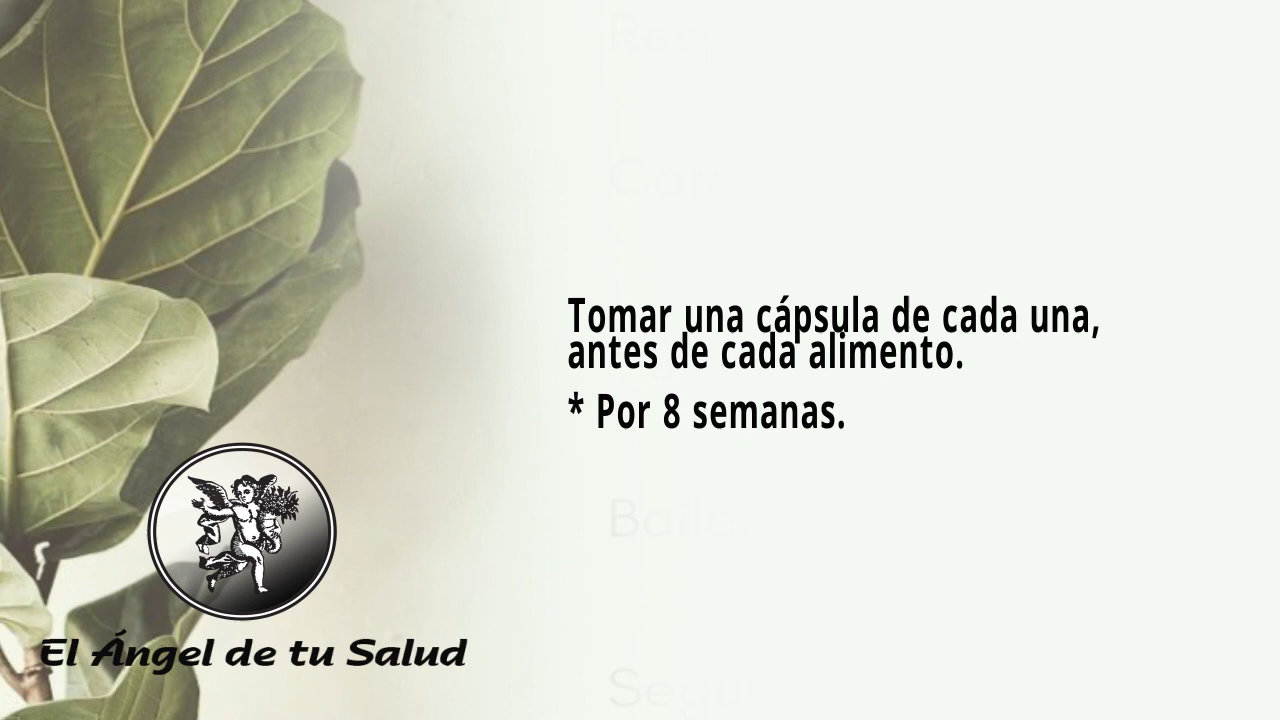 Tomar una cápsula de cada una,
antes de cada alimento.
* Por 8 semanas.
El Ángel de tu Salud